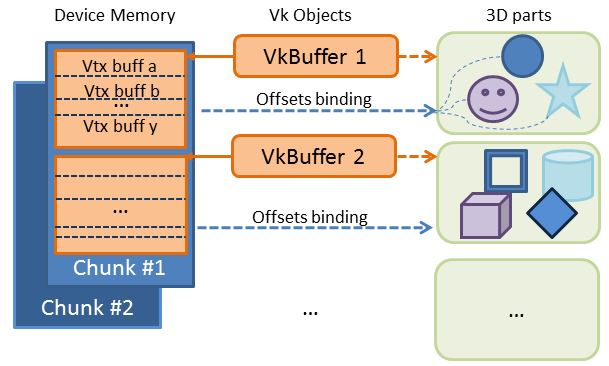 Device Memory
Vk Objects
3D parts
Vtx buff a
Vtx buff b
...
Vtx buff y
VkBuffer 1
Offsets binding
VkBuffer 2
...
Offsets binding
Chunk #1
Chunk #2
...
...